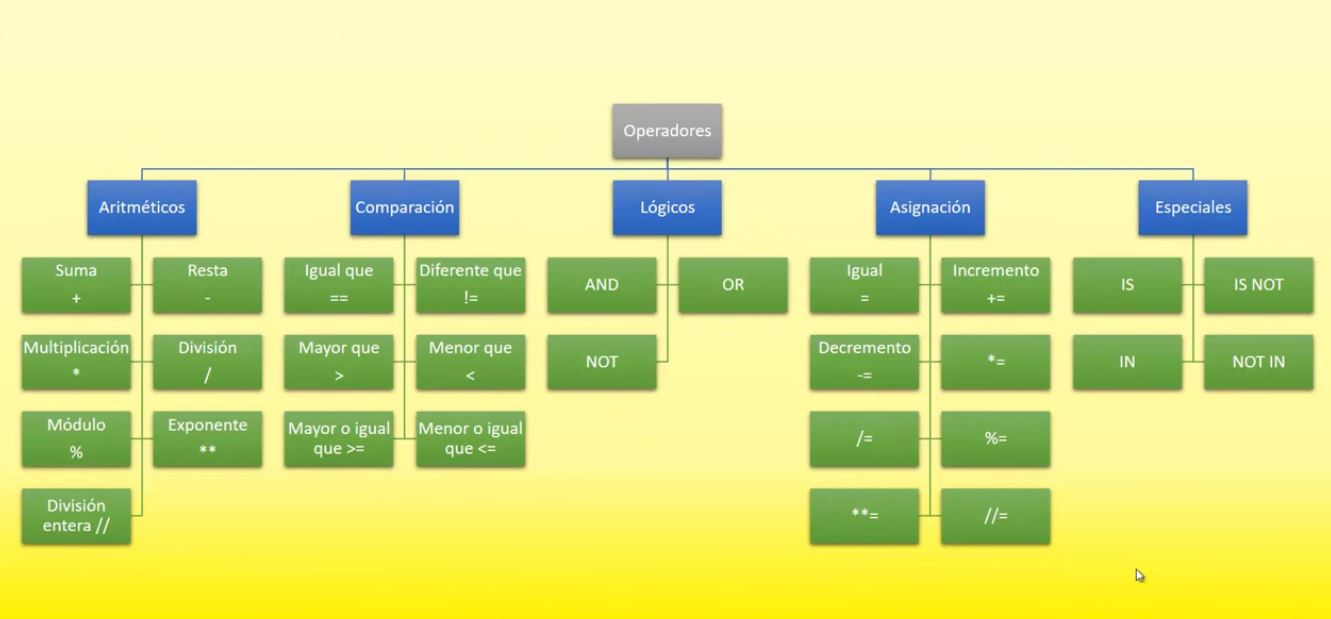 Operadores
Aritméticos
Comparación
Lógicos
Asignación
Especiales
Suma
+
Resta
-
Multiplicación
*
División
/
Módulo
%
Exponente
**
División
entera //
Igual que
==
Diferente que
!=
Mayor que
>
Menor que
<
Mayor o igual
que >=
Menor o igual
que <=
AND
OR
NOT
Igual
=
Incremento
+=
Decremento
-=
*=
/=
%=
**=
//=
IS
IS NOT
IN
NOT IN